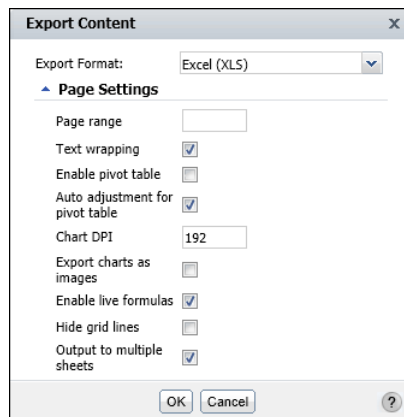 Export Content
Export Format: Excel (XLS)
Page Settings
Page range
Text wrapping
Enable pivot table
Auto adjustment for
pivot table
Chart DPI 192
Export charts as
images
Enable live formulas
Hide grid lines
Output to multiple
sheets
OK Cancel ?